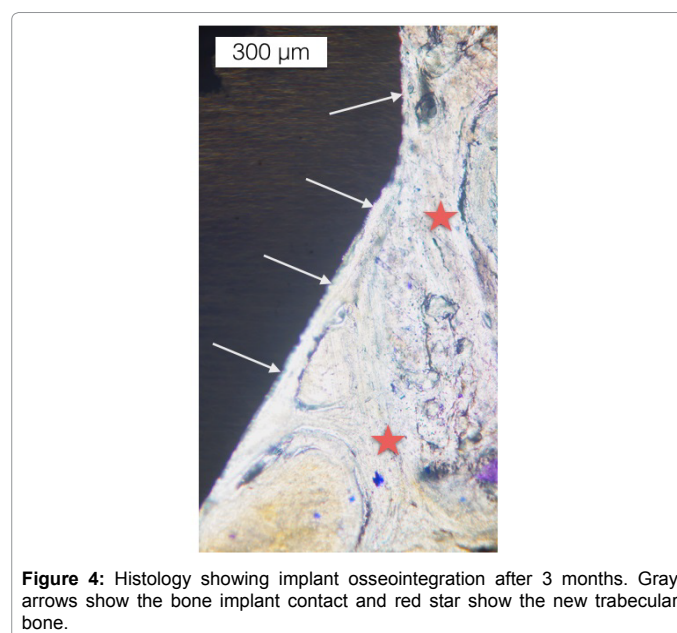 300 µm
Figure 4: Histology showing implant osseointegration after 3 months. Gray
arrows show the bone implant contact and red star show the new trabecular
bone.